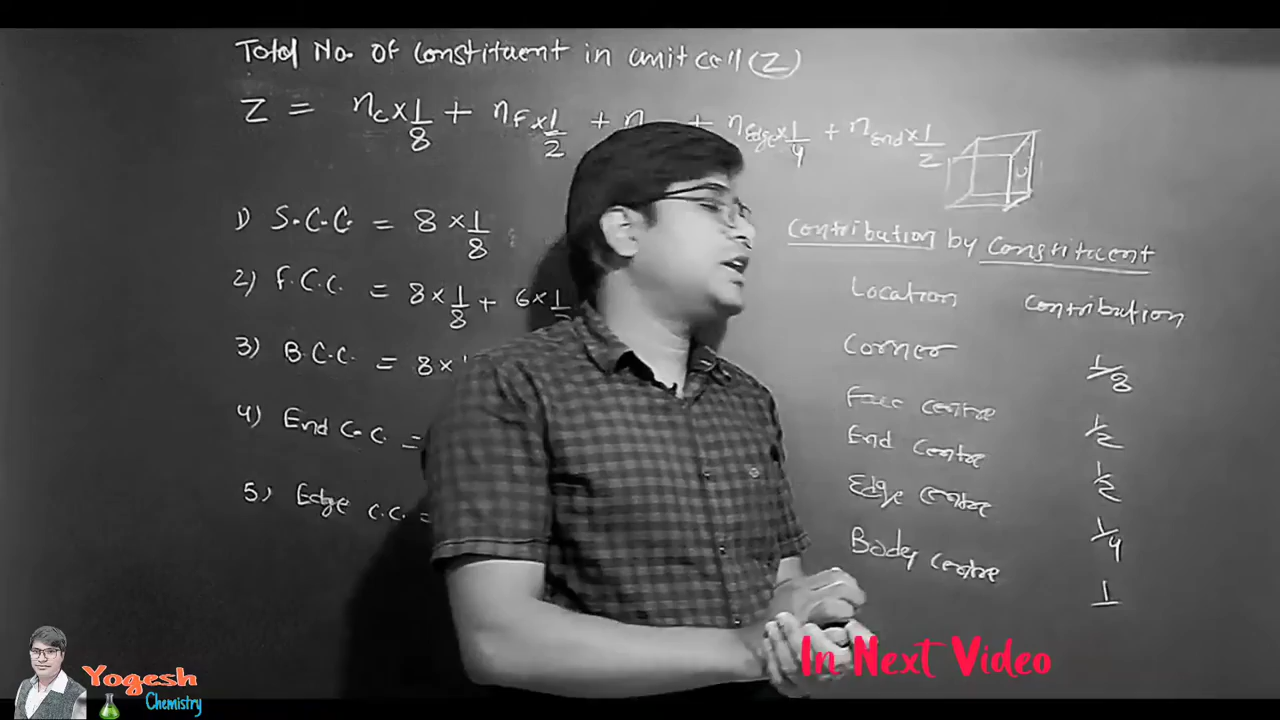 Total No. of constituent in unit cell (Z)
Z = nC × 1/8 + nF × 1/2 + n + nEdge × 1/4 + nEnd × 1/2
1) S.C.C. = 8 × 1/8
2) F.C.C. = 8 × 1/8 + 6 × 1/2
3) B.C.C. = 8 ×
4) End C.C. =
5) Edge C.C. =
Contribution by Constituent
Location Contribution
Corner 1/8
Face centre 1/2
End centre 1/2
Edge centre 1/4
Body centre 1
In Next Video
Yogesh
Chemistry